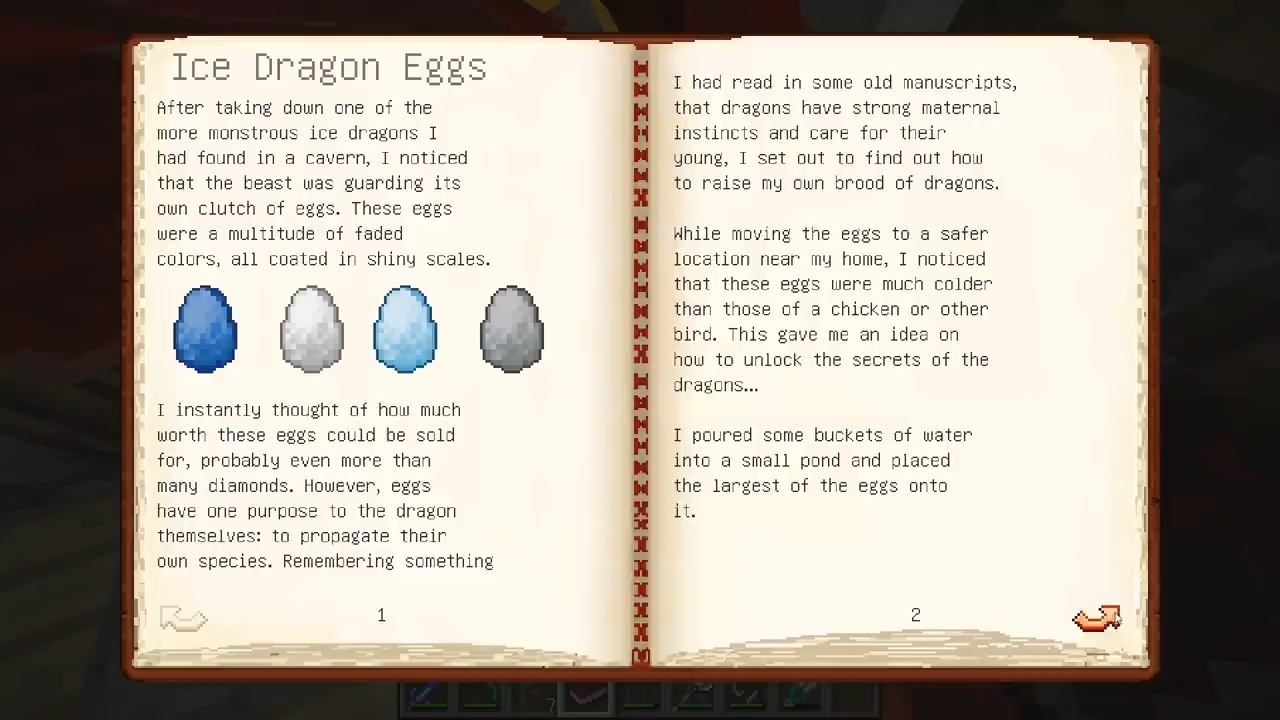 Ice Dragon Eggs
After taking down one of the
more monstrous ice dragons I
had found in a cavern, I noticed
that the beast was guarding its
own clutch of eggs. These eggs
were a multitude of faded
colors, all coated in shiny scales.
I instantly thought of how much
worth these eggs could be sold
for, probably even more than
many diamonds. However, eggs
have one purpose to the dragon
themselves: to propagate their
own species. Remembering something
1
I had read in some old manuscripts,
that dragons have strong maternal
instincts and care for their
young, I set out to find out how
to raise my own brood of dragons.
While moving the eggs to a safer
location near my home, I noticed
that these eggs were much colder
than those of a chicken or other
bird. This gave me an idea on
how to unlock the secrets of the
dragons...
I poured some buckets of water
into a small pond and placed
the largest of the eggs onto
it.
2
7